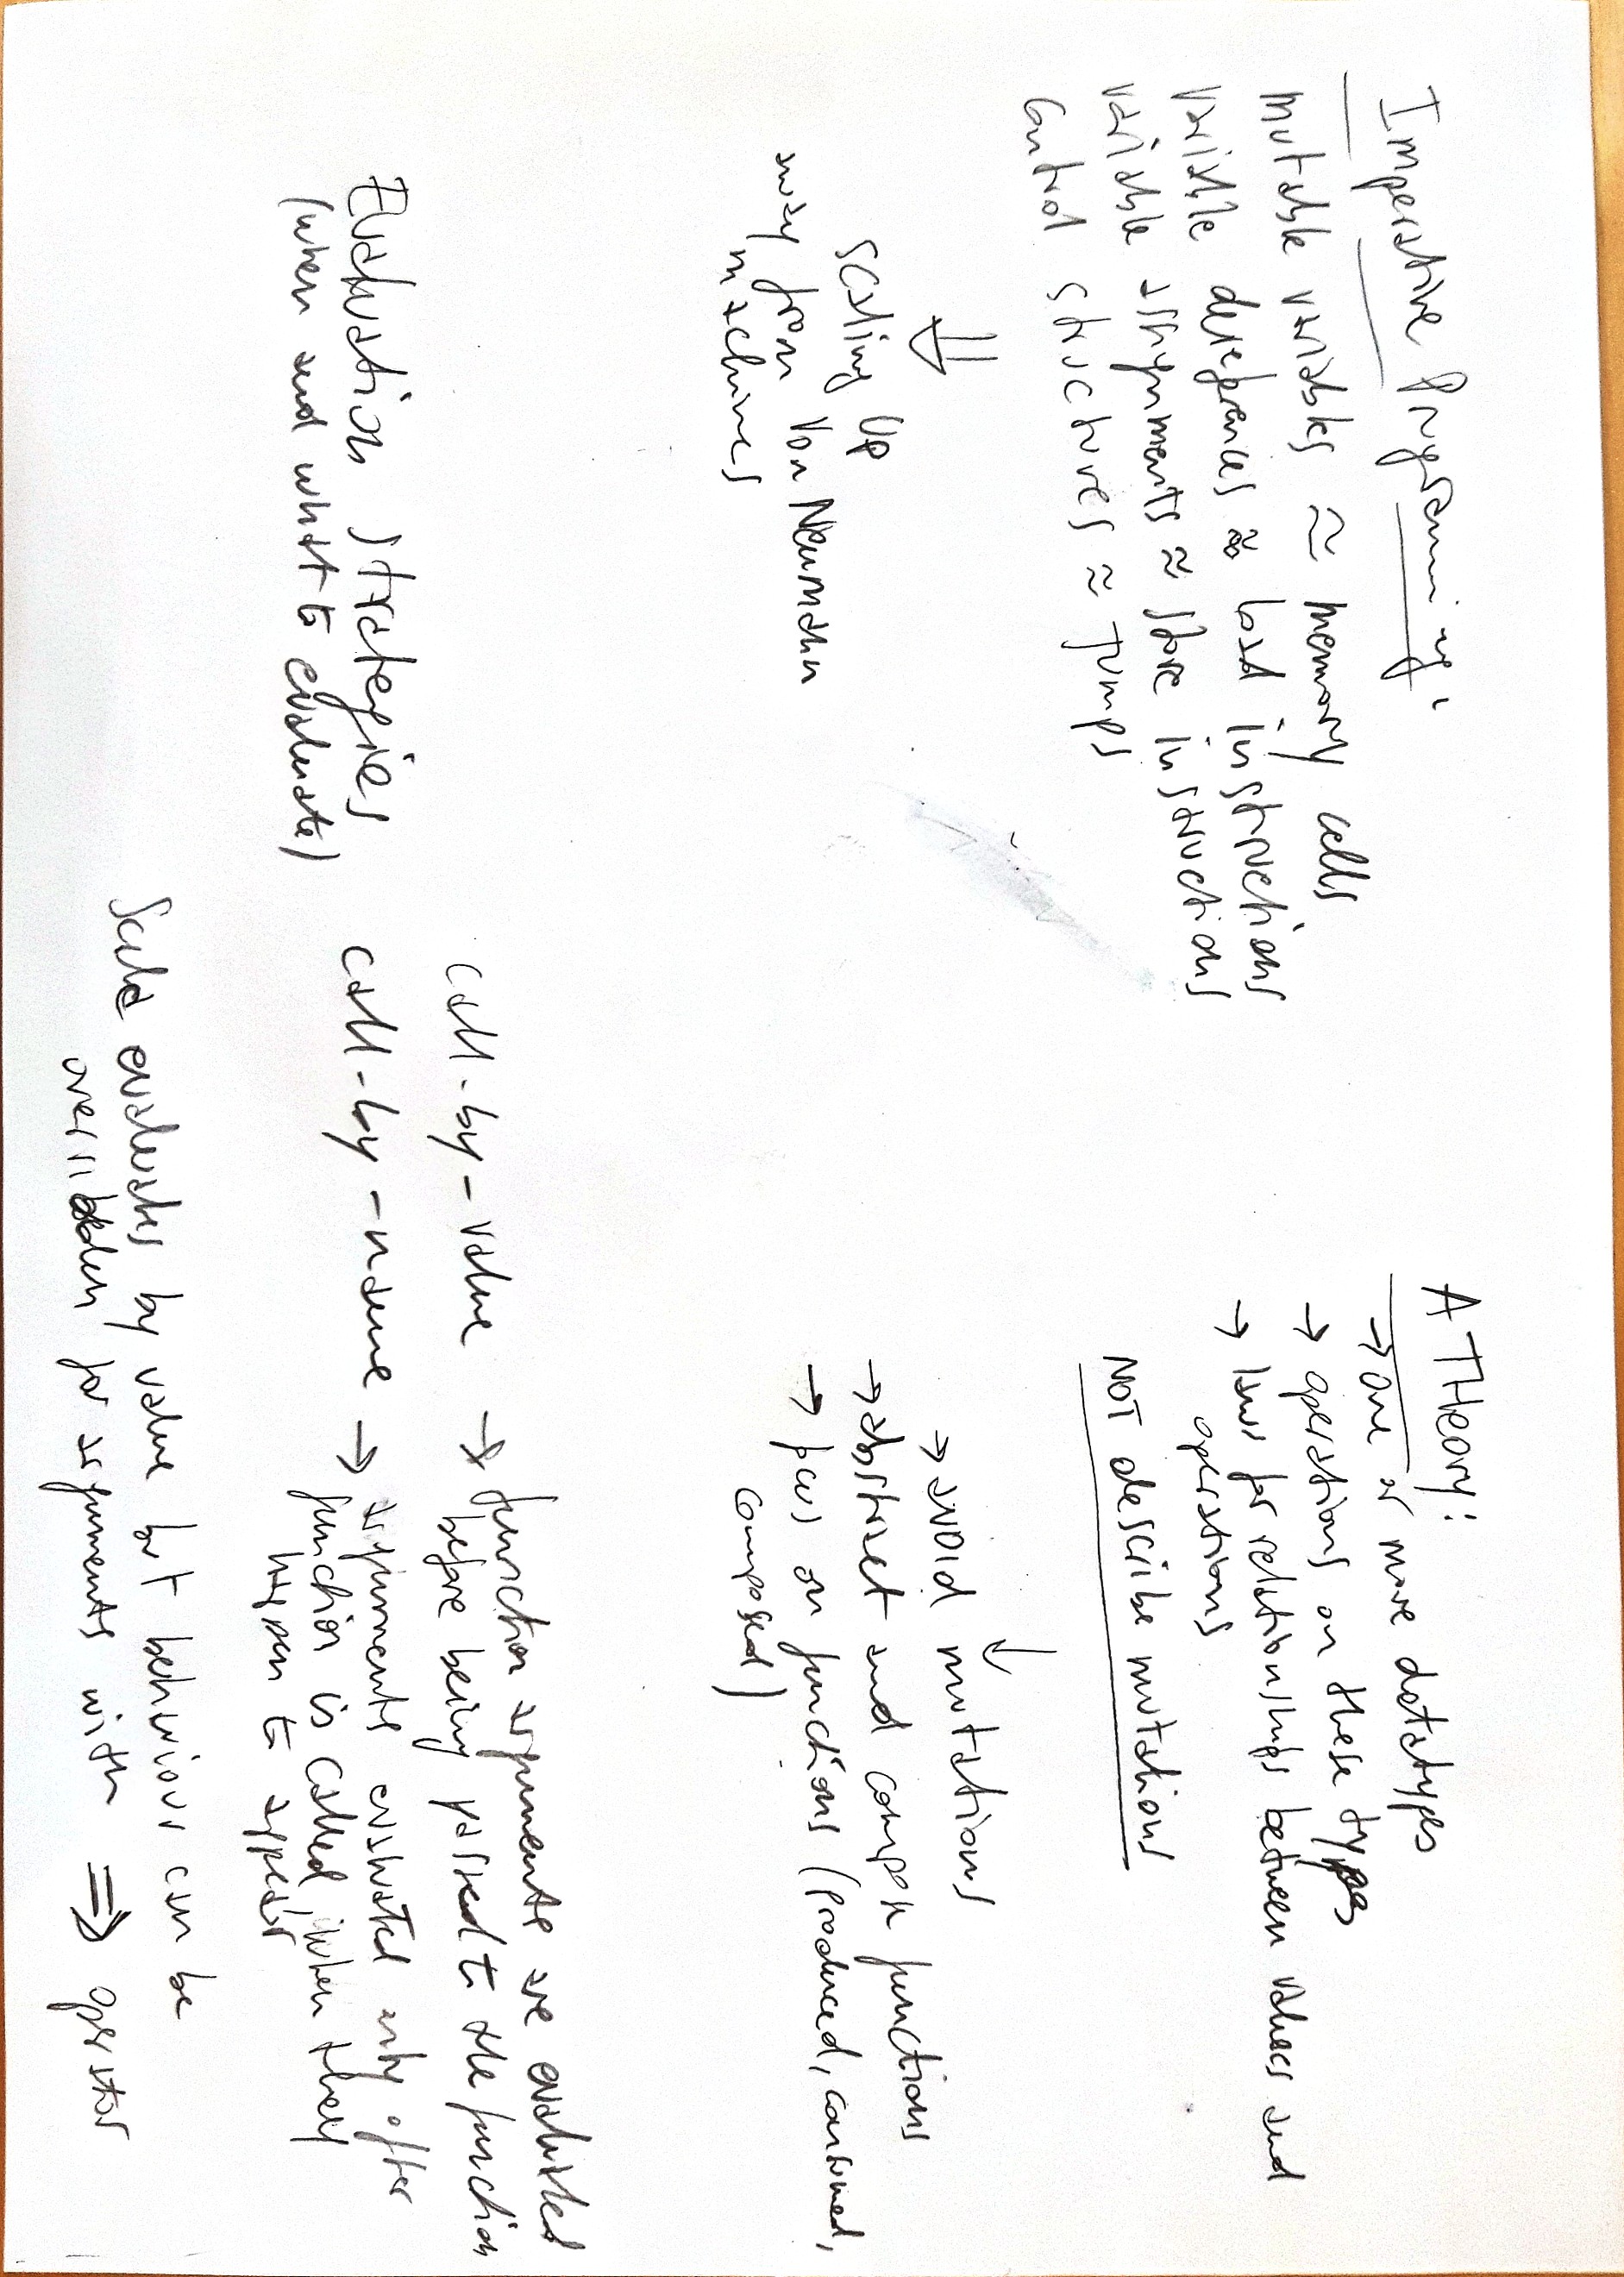 Imperative Programming:
mutable variables ≈ memory cells
variable dereferences ≈ load instructions
variable assignments ≈ store instructions
Control structures ≈ jumps
⇓
Scaling up
away from Von Neumann
machines
A THeory:
→ one or more datatypes
→ operations on these types
→ laws for relationships between values and
operations
NOT describe mutations
↓
→ avoid mutations
→ abstract and compose functions
→ focus on functions (produced, consumed,
composed)
Evaluation strategies
(when and what to evaluate)
call-by-value → function arguments are evaluated
before being passed to the function
call-by-name → arguments evaluated only after
function is called, when they
happen to appear
Scala evaluates by value but behaviour can be
overridden for arguments with ⇒ operator